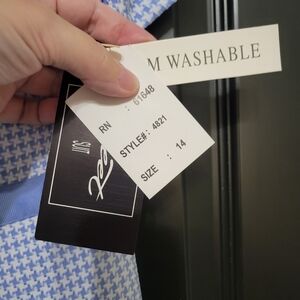 M WASHABLE
RN : 61648
STYLE# : 4821
SIZE : 14